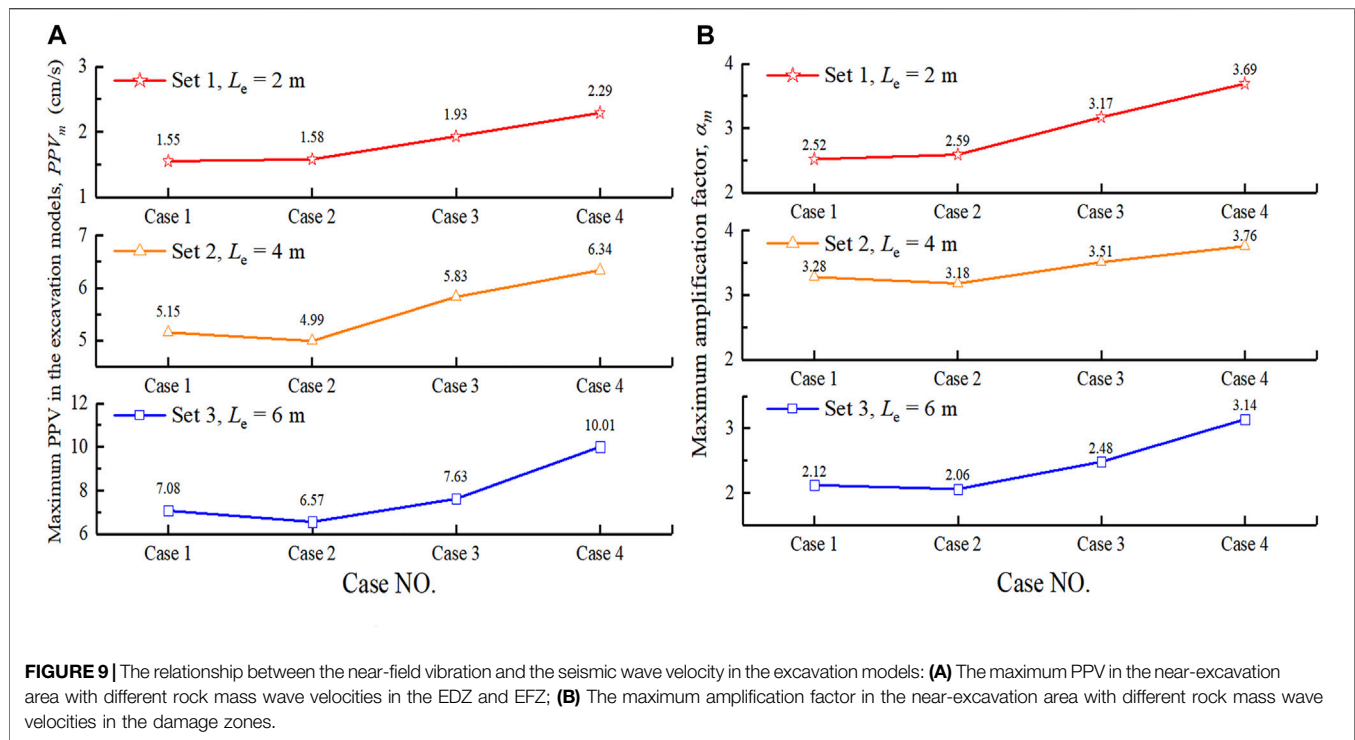 A
Maximum PPV in the excavation models, PPVm (cm/s)
3
2
1
Set 1, Le = 2 m
1.55
1.58
1.93
2.29
Case 1
Case 2
Case 3
Case 4
7
6
5
Set 2, Le = 4 m
5.15
4.99
5.83
6.34
Case 1
Case 2
Case 3
Case 4
12
10
8
6
Set 3, Le = 6 m
7.08
6.57
7.63
10.01
Case 1
Case 2
Case 3
Case 4
Case NO.
B
Maximum amplification factor, αm
4
3
2
Set 1, Le = 2 m
2.52
2.59
3.17
3.69
Case 1
Case 2
Case 3
Case 4
4
3
2
Set 2, Le = 4 m
3.28
3.18
3.51
3.76
Case 1
Case 2
Case 3
Case 4
3
2
Set 3, Le = 6 m
2.12
2.06
2.48
3.14
Case 1
Case 2
Case 3
Case 4
Case NO.
FIGURE 9 | The relationship between the near-field vibration and the seismic wave velocity in the excavation models: (A) The maximum PPV in the near-excavation
area with different rock mass wave velocities in the EDZ and EFZ; (B) The maximum amplification factor in the near-excavation area with different rock mass wave
velocities in the damage zones.